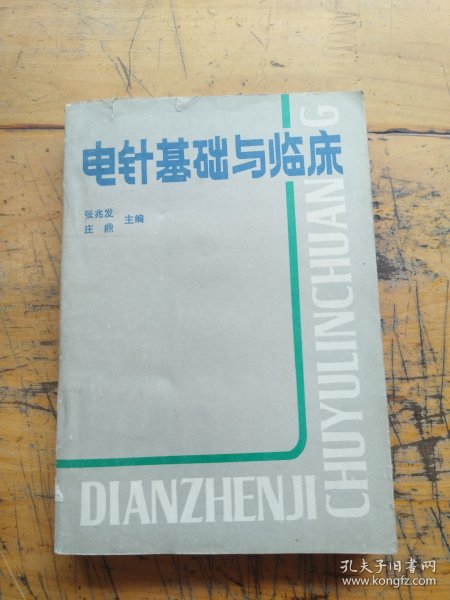 电针基础与临床
张兆发
庄鼎
主编
DIANZHENJI
CHUYULINCHUANG
孔夫子旧书网
www.kongfz.com